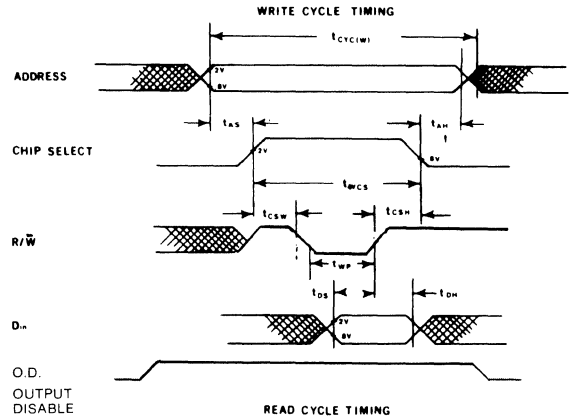 WRITE CYCLE TIMING
tCYC(W)
ADDRESS
2V
.8V
tAS
tAH
CHIP SELECT
2V
.8V
tCSW
tCSH
R/W̅
tWP
tDS
tDH
Din
2V
.8V
O.D.
OUTPUT
DISABLE
READ CYCLE TIMING